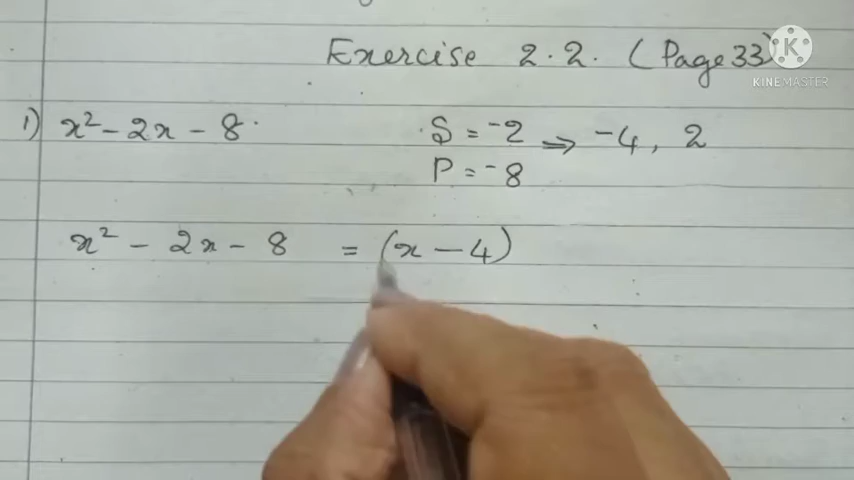 Exercise 2.2. (Page 33)
KINEMASTER
1) x² - 2x - 8. S = -2 ⇒ -4, 2
P = -8
x² - 2x - 8 = (x - 4)